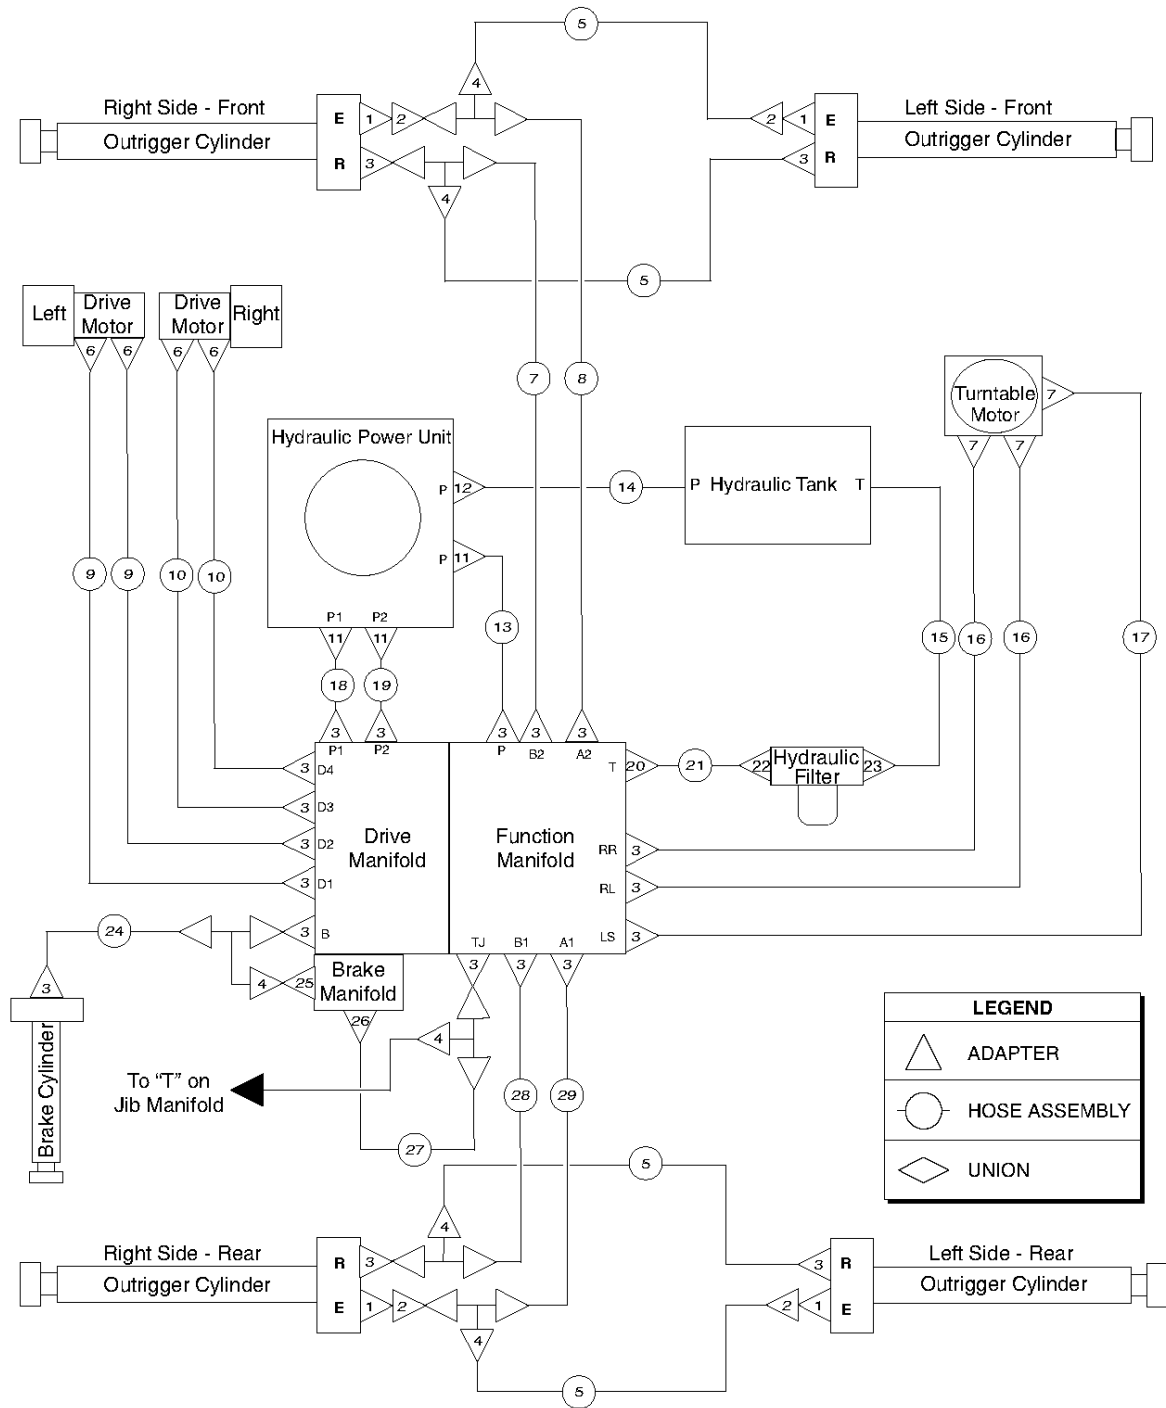 5
4
Right Side - Front
Outrigger Cylinder
E
1
2
R
3
4
2
1
E
3
R
Left Side - Front
Outrigger Cylinder
5
Left
Drive
Motor
Drive
Motor
Right
6
6
6
6
7
8
Turntable
Motor
7
7
7
Hydraulic Power Unit
P
12
14
P
Hydraulic Tank
T
P
11
9
9
10
10
P1
P2
11
11
13
15
16
16
17
18
19
3
3
3
3
3
P1
P2
P
B2
A2
3
D4
3
D3
3
D2
3
D1
3
B
T
20
21
22
Hydraulic
Filter
23
Drive
Manifold
Function
Manifold
RR
3
RL
3
LS
3
TJ
B1
A1
3
3
3
24
3
4
25
Brake
Manifold
26
4
Brake Cylinder
To “T” on
Jib Manifold
27
28
29
LEGEND
ADAPTER
HOSE ASSEMBLY
UNION
5
4
Right Side - Rear
Outrigger Cylinder
R
3
E
1
2
4
3
R
2
1
E
Left Side - Rear
Outrigger Cylinder
5